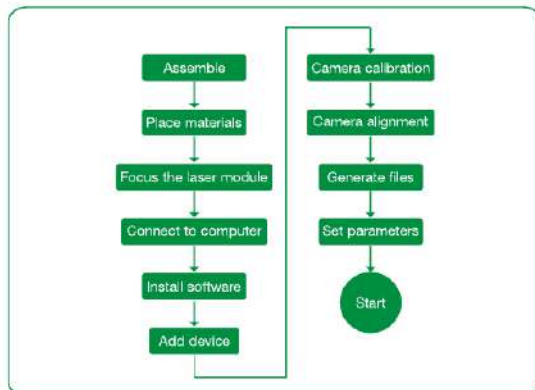 Assemble
Place materials
Focus the laser module
Connect to computer
Install software
Add device
Camera calibration
Camera alignment
Generate files
Set parameters
Start